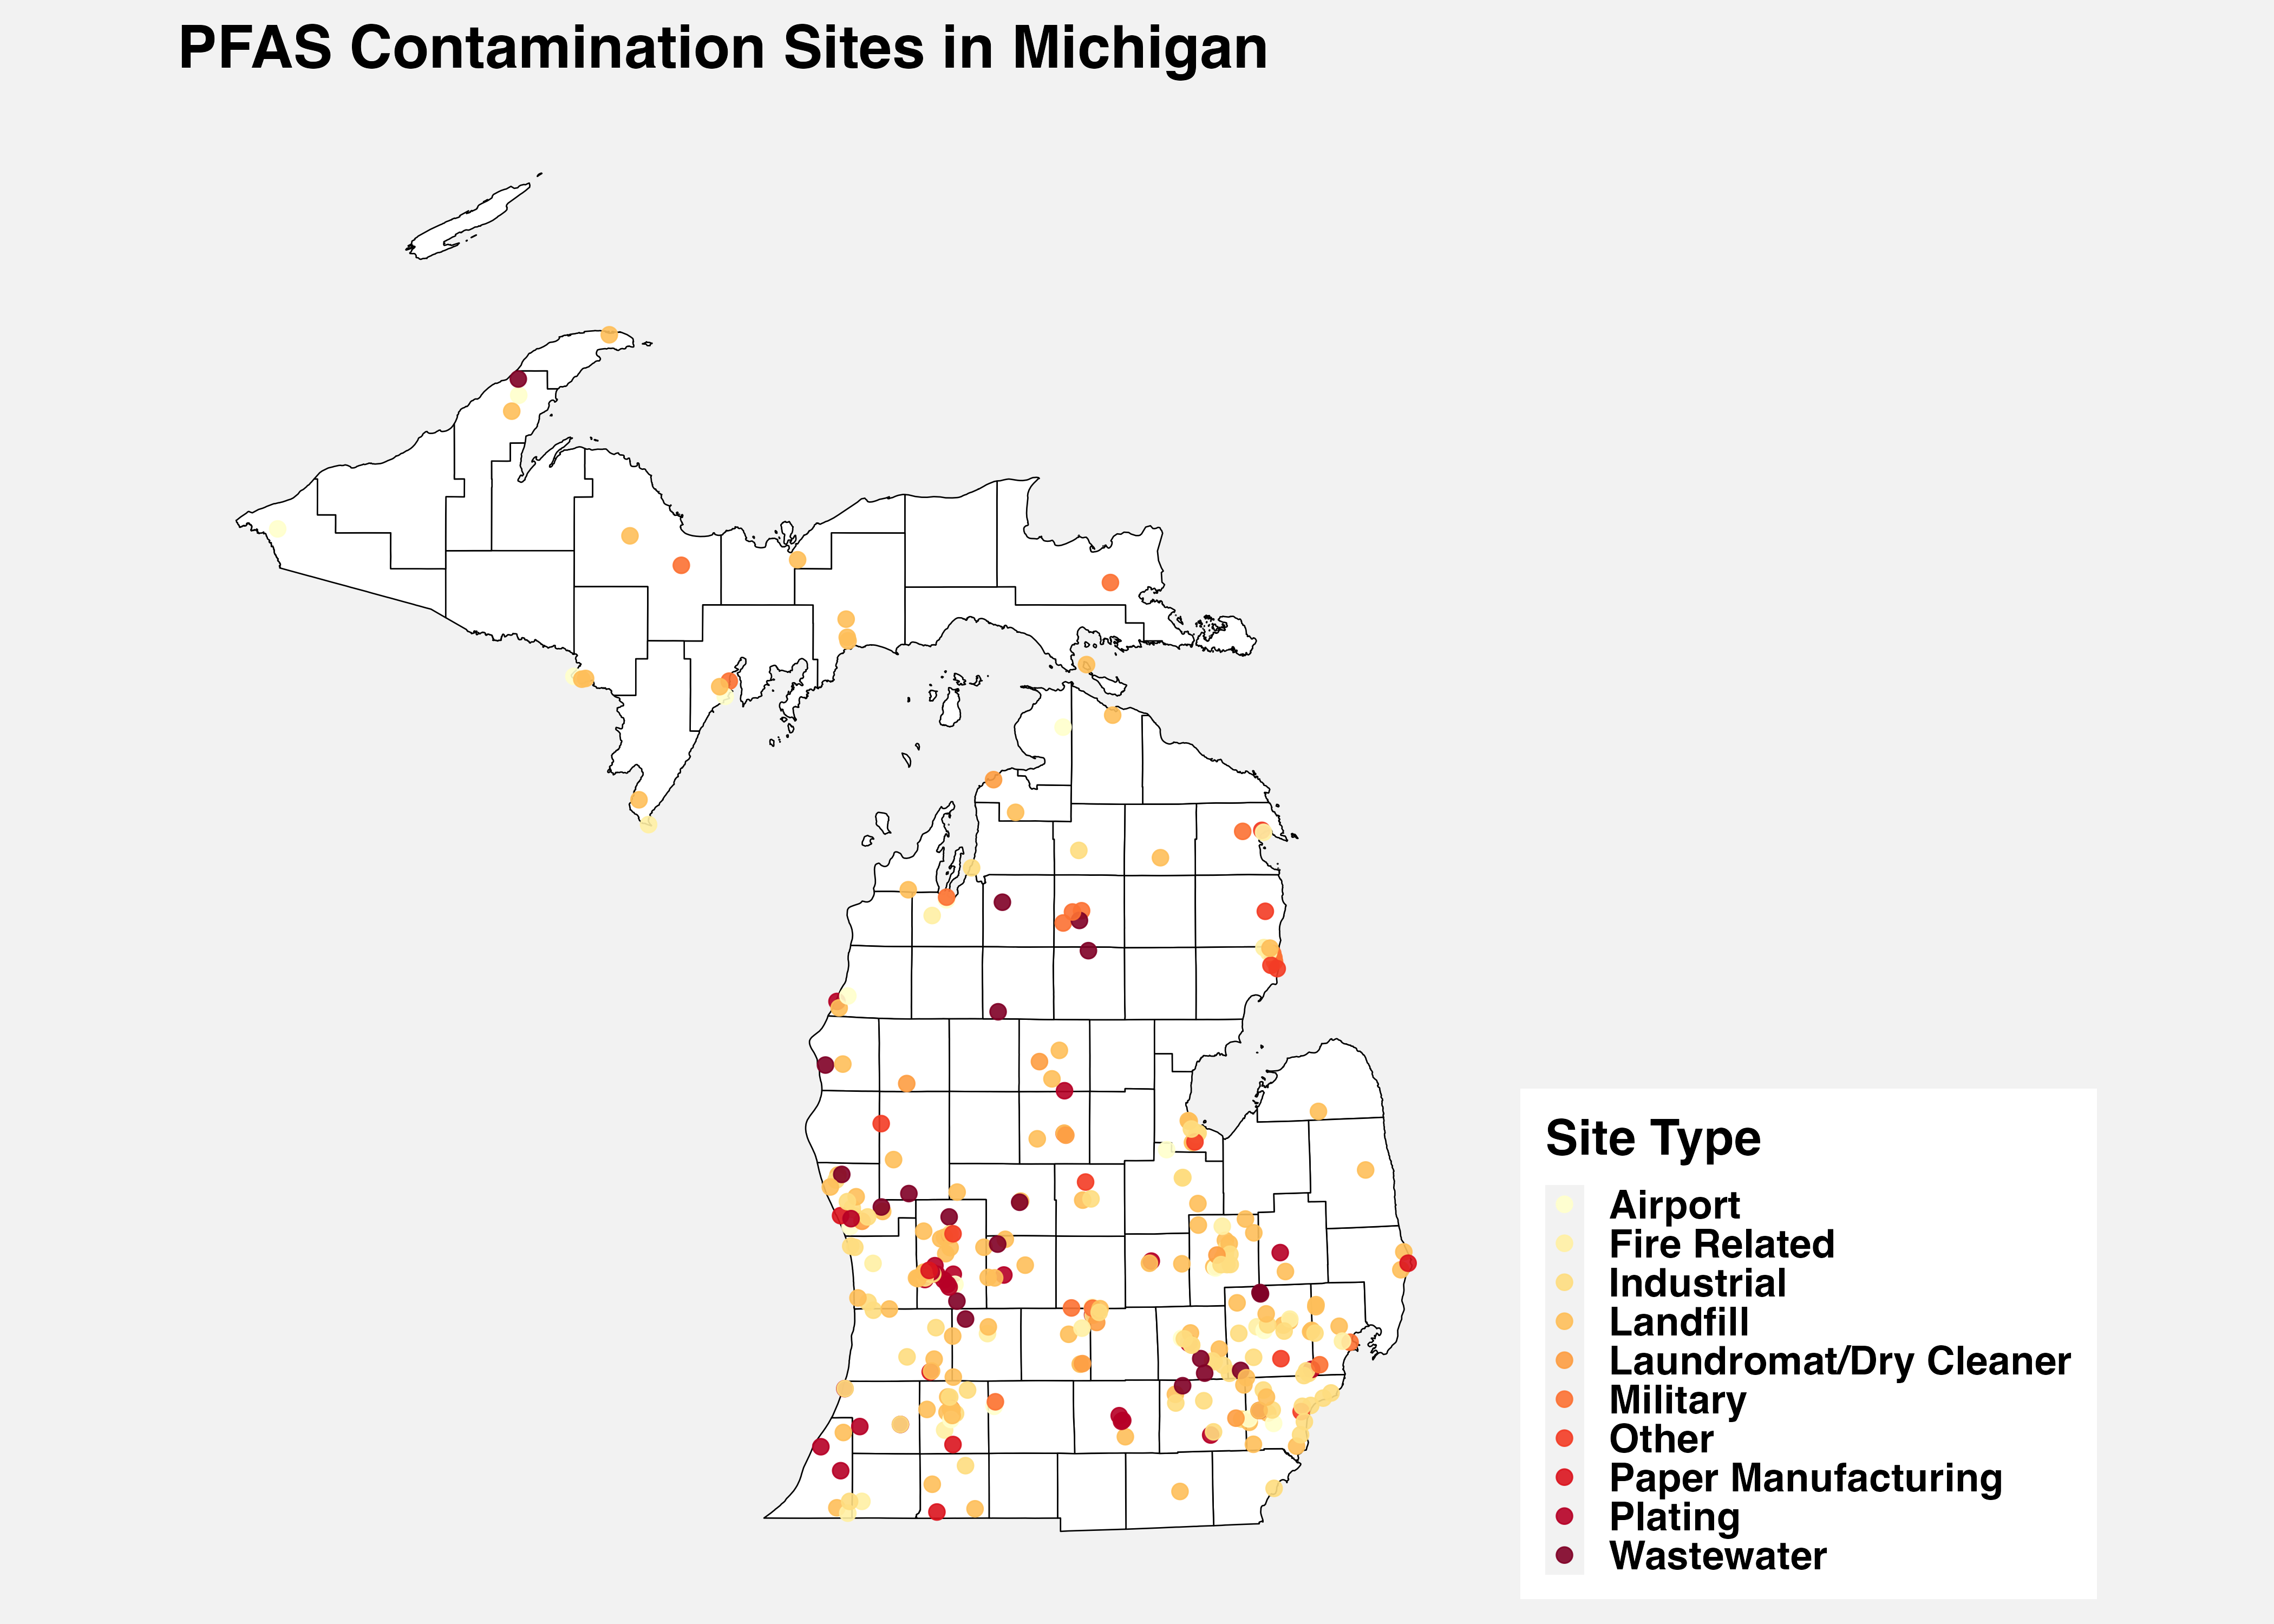 PFAS Contamination Sites in Michigan
Site Type
Airport
Fire Related
Industrial
Landfill
Laundromat/Dry Cleaner
Military
Other
Paper Manufacturing
Plating
Wastewater